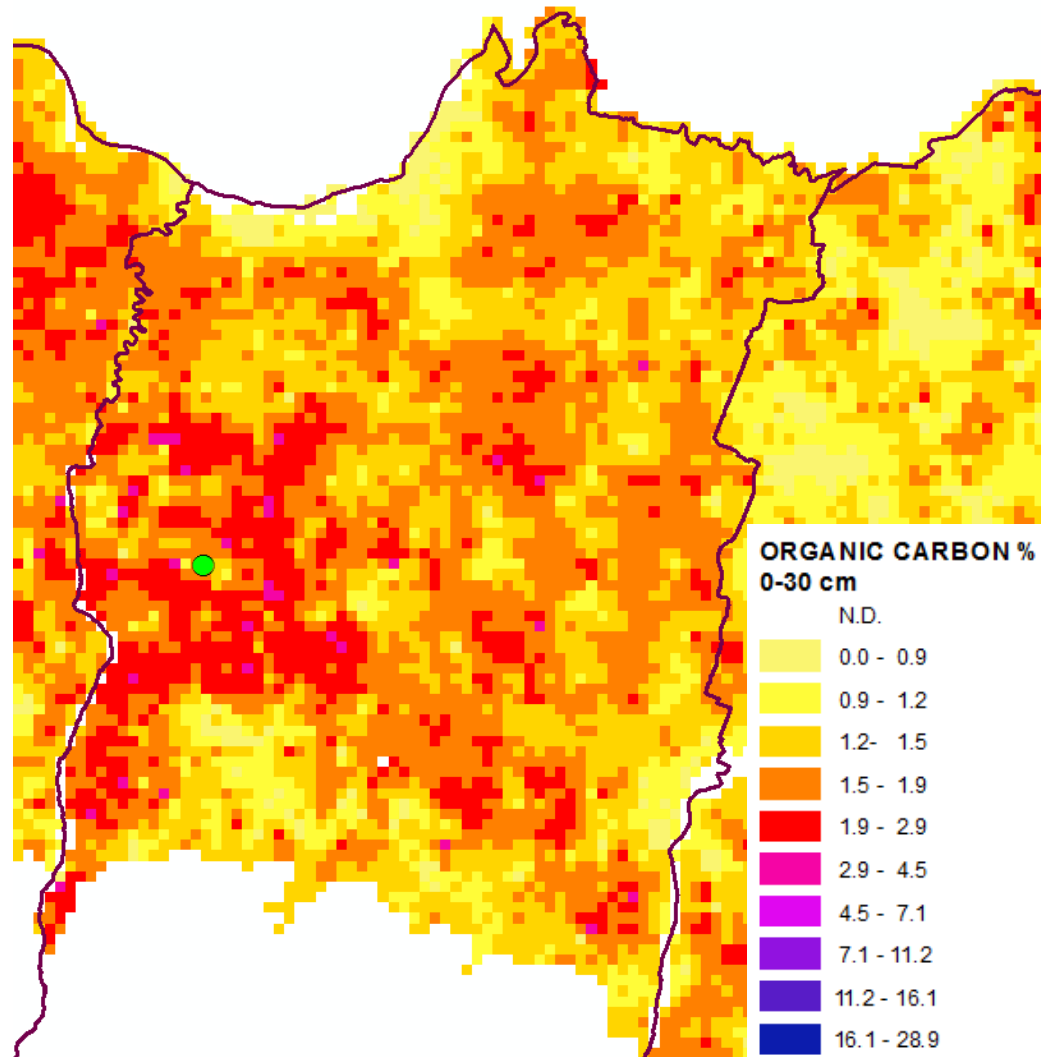 ORGANIC CARBON %
0-30 cm
N.D.
0.0 - 0.9
0.9 - 1.2
1.2- 1.5
1.5 - 1.9
1.9 - 2.9
2.9 - 4.5
4.5 - 7.1
7.1 - 11.2
11.2 - 16.1
16.1 - 28.9